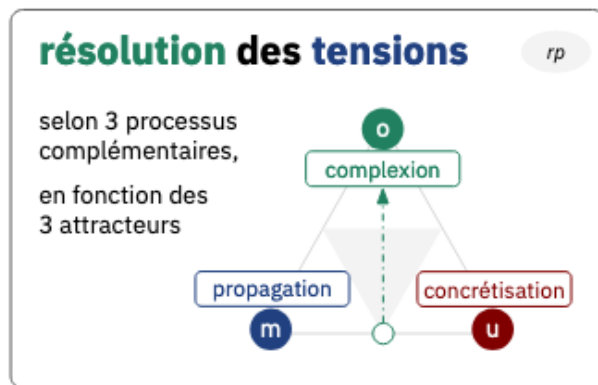 résolution des tensions
rp
selon 3 processus
complémentaires,
en fonction des
3 attracteurs
o
complexion
propagation
concrétisation
m
u